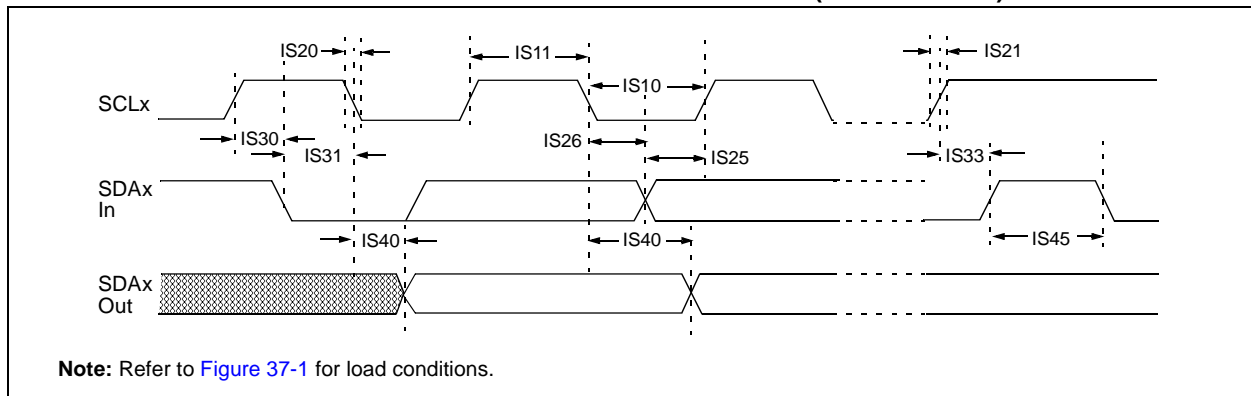 IS20
IS11
IS21
IS10
SCLx
IS30
IS31
IS26
IS25
IS33
SDAx
In
IS40
IS40
IS45
SDAx
Out
Note: Refer to Figure 37-1 for load conditions.